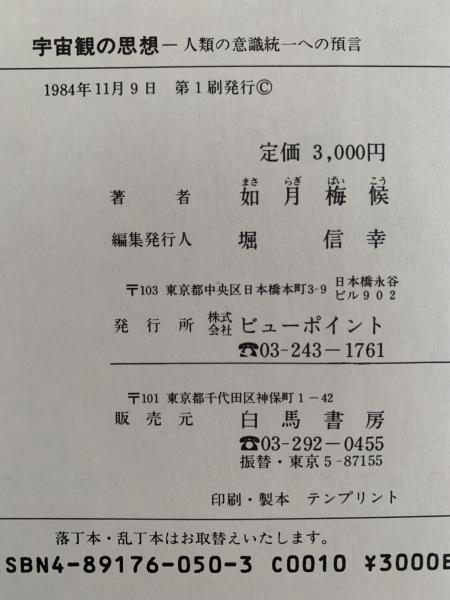 宇宙観の思想―人類の意識統一への預言
1984年11月9日 第1刷発行©
定価 3,000円
まさ らぎ ばい こう
著者 如月梅候
編集発行人 堀信幸
〒103 東京都中央区日本橋本町3-9 日本橋永谷
ビル902
発行所 株式会社 ビューポイント
☎03-243-1761
〒101 東京都千代田区神保町1-42
販売元 白馬書房
☎03-292-0455
振替・東京5-87155
印刷・製本 テンプリント
落丁本・乱丁本はお取替えいたします。
ISBN4-89176-050-3 C0010 ¥3000E